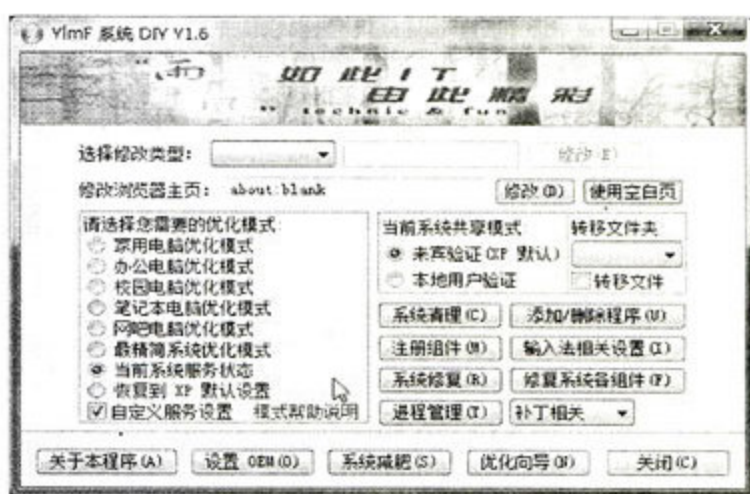 YlmF 系统 DIY V1.6
如此 IT
由此精彩
" technic & fun
选择修改类型:
修改(E)
修改浏览器主页: about:blank 修改(D) 使用空白页
请选择您需要的优化模式
家用电脑优化模式
办公电脑优化模式
校园电脑优化模式
笔记本电脑优化模式
网吧电脑优化模式
最精简系统优化模式
当前系统服务状态
恢复到 XP 默认设置
自定义服务设置 模式帮助说明
当前系统共享模式 转移文件夹
来宾验证(XP 默认)
本地用户验证 转移文件
系统清理(C) 添加/删除程序(U)
注册组件(M) 输入法相关设置(I)
系统修复(R) 修复系统各组件(F)
进程管理(T) 补丁相关
关于本程序(A) 设置 OEM(O) 系统减肥(S) 优化向导(N) 关闭(C)